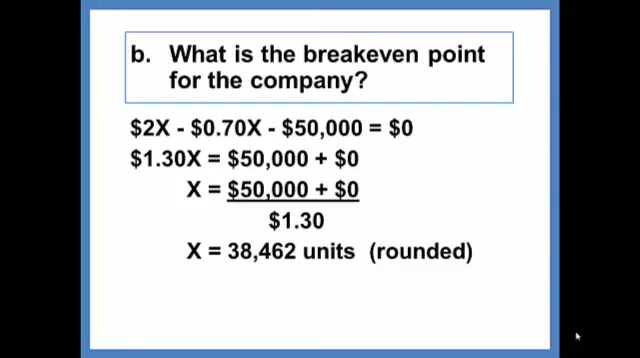 b. What is the breakeven point
for the company?
$2X - $0.70X - $50,000 = $0
$1.30X = $50,000 + $0
X = $50,000 + $0
$1.30
X = 38,462 units (rounded)